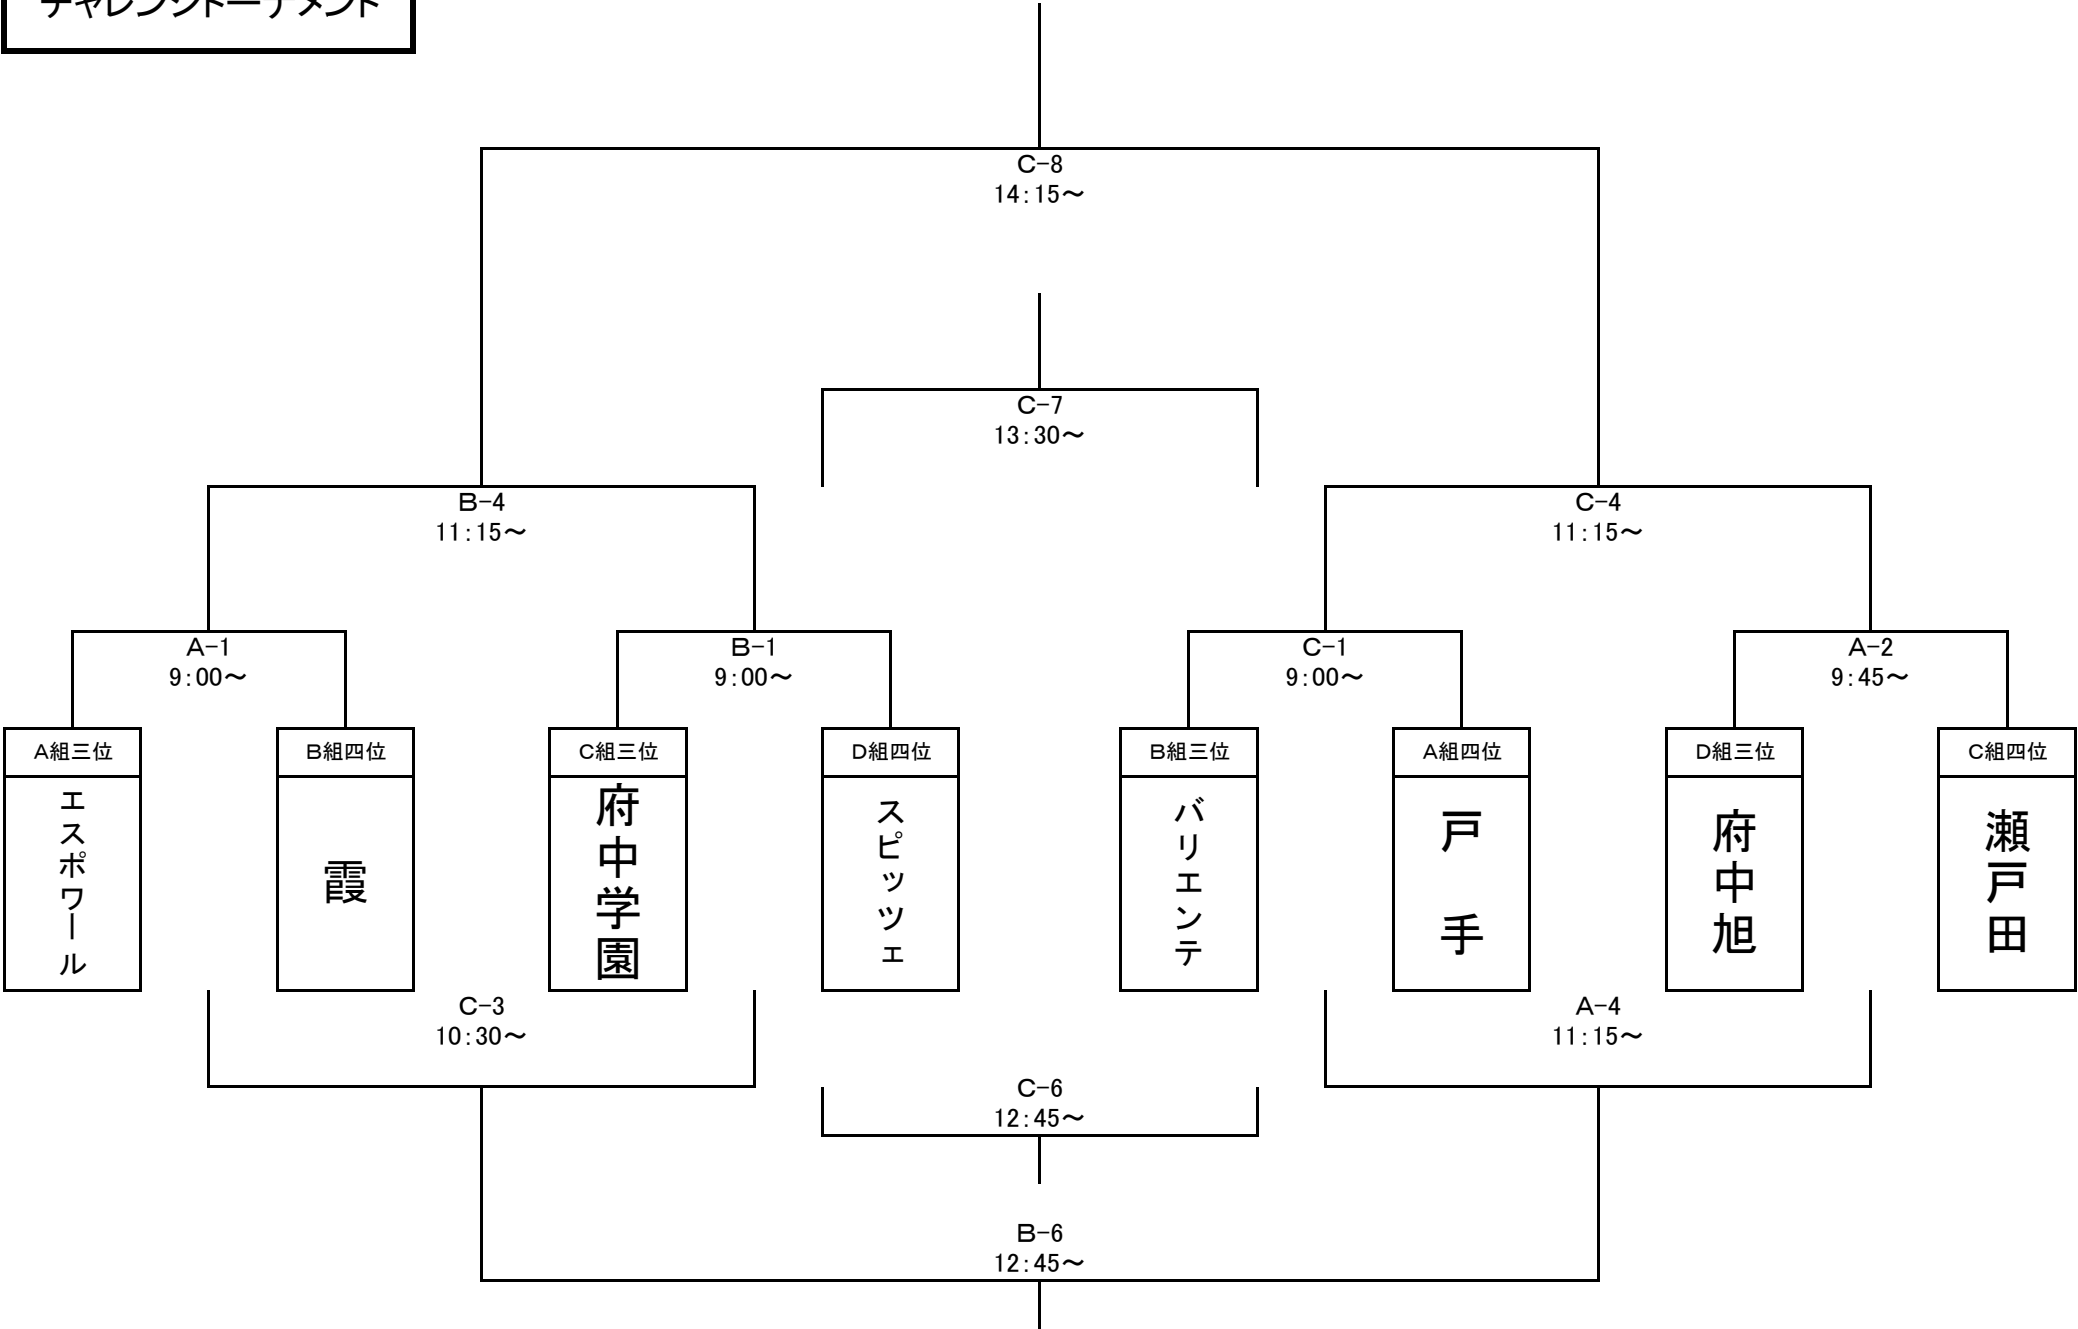 チャレンジトーナメント
C-8
14:15～
C-7
13:30～
B-4
11:15～
C-4
11:15～
A-1
9:00～
B-1
9:00～
C-1
9:00～
A-2
9:45～
A組三位
B組四位
C組三位
D組四位
B組三位
A組四位
D組三位
C組四位
エスポワール
霞
府中学園
スピッツェ
バリエンテ
戸手
府中旭
瀬戸田
C-3
10:30～
A-4
11:15～
C-6
12:45～
B-6
12:45～